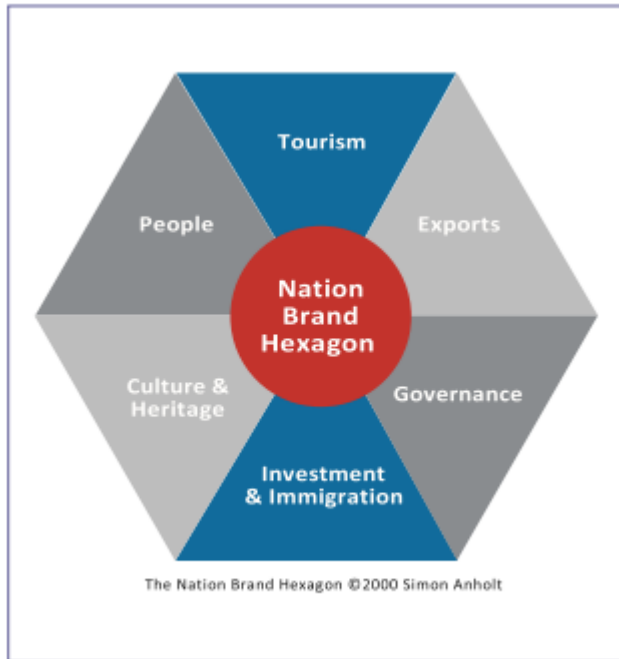 Tourism
People
Exports
Nation
Brand
Hexagon
Culture &
Heritage
Governance
Investment
& Immigration
The Nation Brand Hexagon ©2000 Simon Anholt